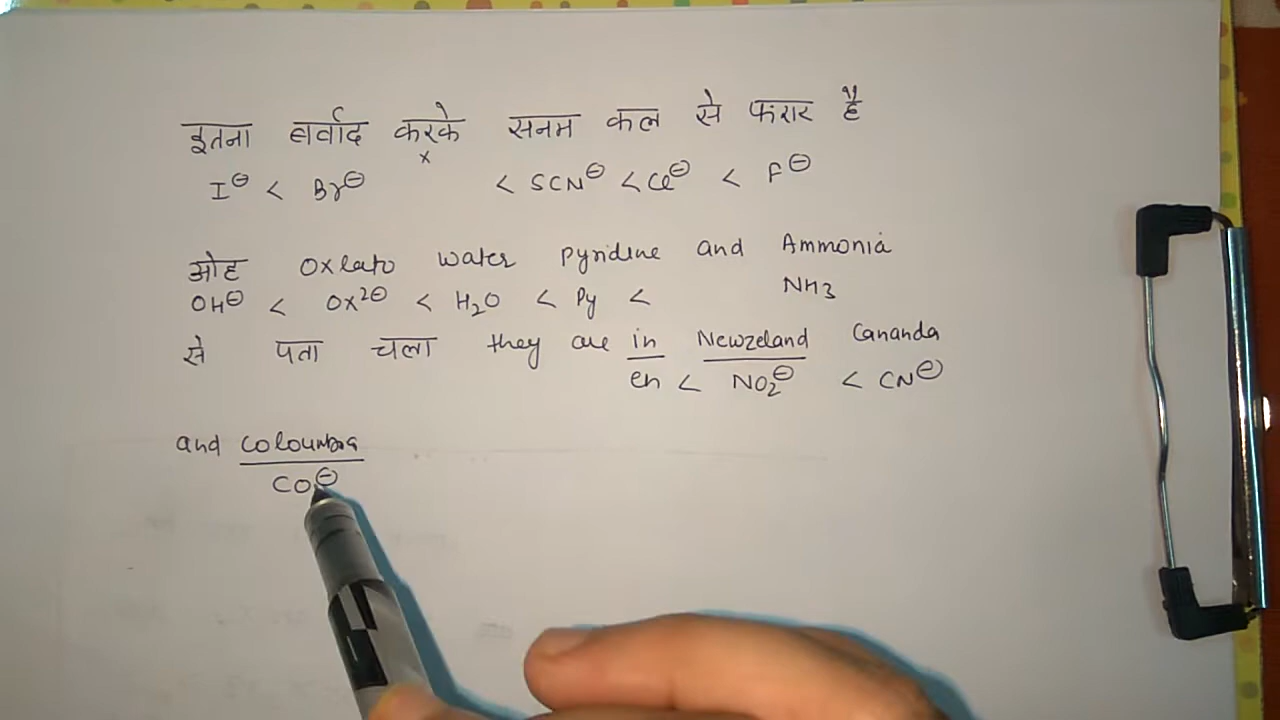 इतना बर्बाद करके सनम कल से फरार है
x
I⊖ < Br⊖ < SCN⊖ < Cl⊖ < F⊖
ओह Oxlato water Pyridine and Ammonia
OH⊖ < OX²⊖ < H₂O < Py < NH₃
से पता चला they are in Newzeland Cananda
en < NO₂⊖ < CN⊖
and Coloumbia
CO⊖